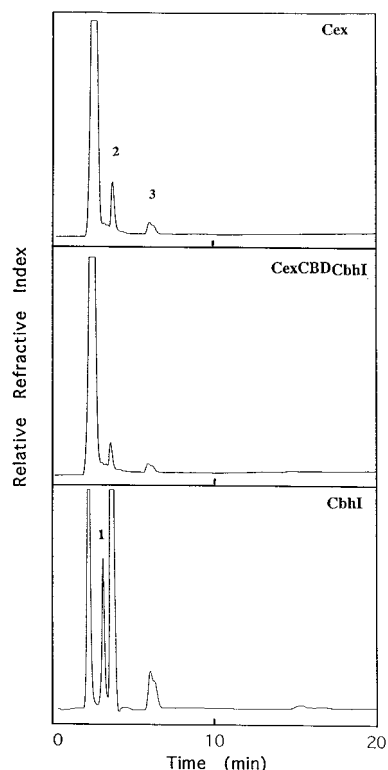 Cex
2
3
CexCBDCbhI
Relative Refractive Index
CbhI
1
0 10 20
Time (min)